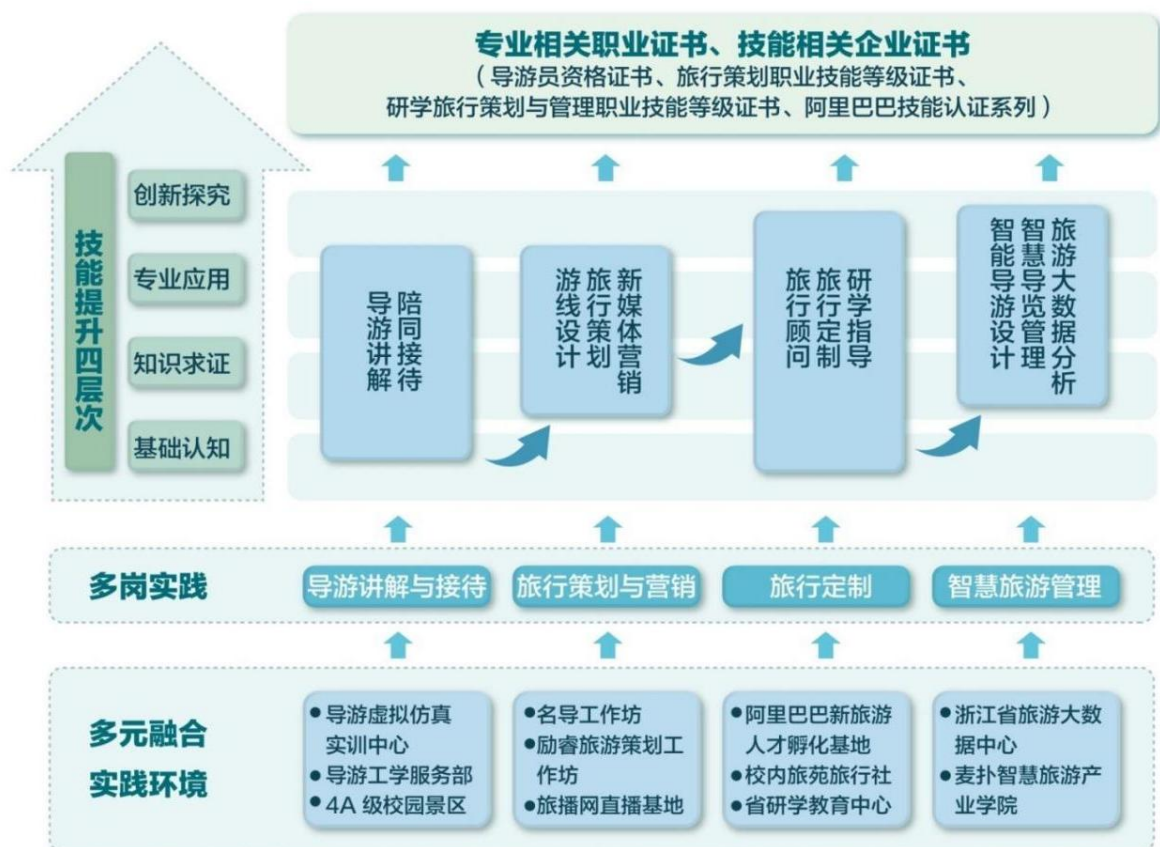 专业相关职业证书、技能相关企业证书
（导游员资格证书、旅行策划职业技能等级证书、
研学旅行策划与管理职业技能等级证书、阿里巴巴技能认证系列）
技能提升四层次
创新探究
专业应用
知识求证
基础认知
导游讲解
陪同接待
游线设计
旅行策划
新媒体营销
旅行顾问
旅行定制
研学指导
智能导游设计
智慧导览管理
旅游大数据分析
多岗实践
导游讲解与接待
旅行策划与营销
旅行定制
智慧旅游管理
多元融合
实践环境
●导游虚拟仿真
实训中心
●导游工学服务部
●4A 级校园景区
●名导工作坊
●励睿旅游策划工
作坊
●旅播网直播基地
●阿里巴巴新旅游
人才孵化基地
●校内旅苑旅行社
●省研学教育中心
●浙江省旅游大数
据中心
●麦扑智慧旅游产
业学院